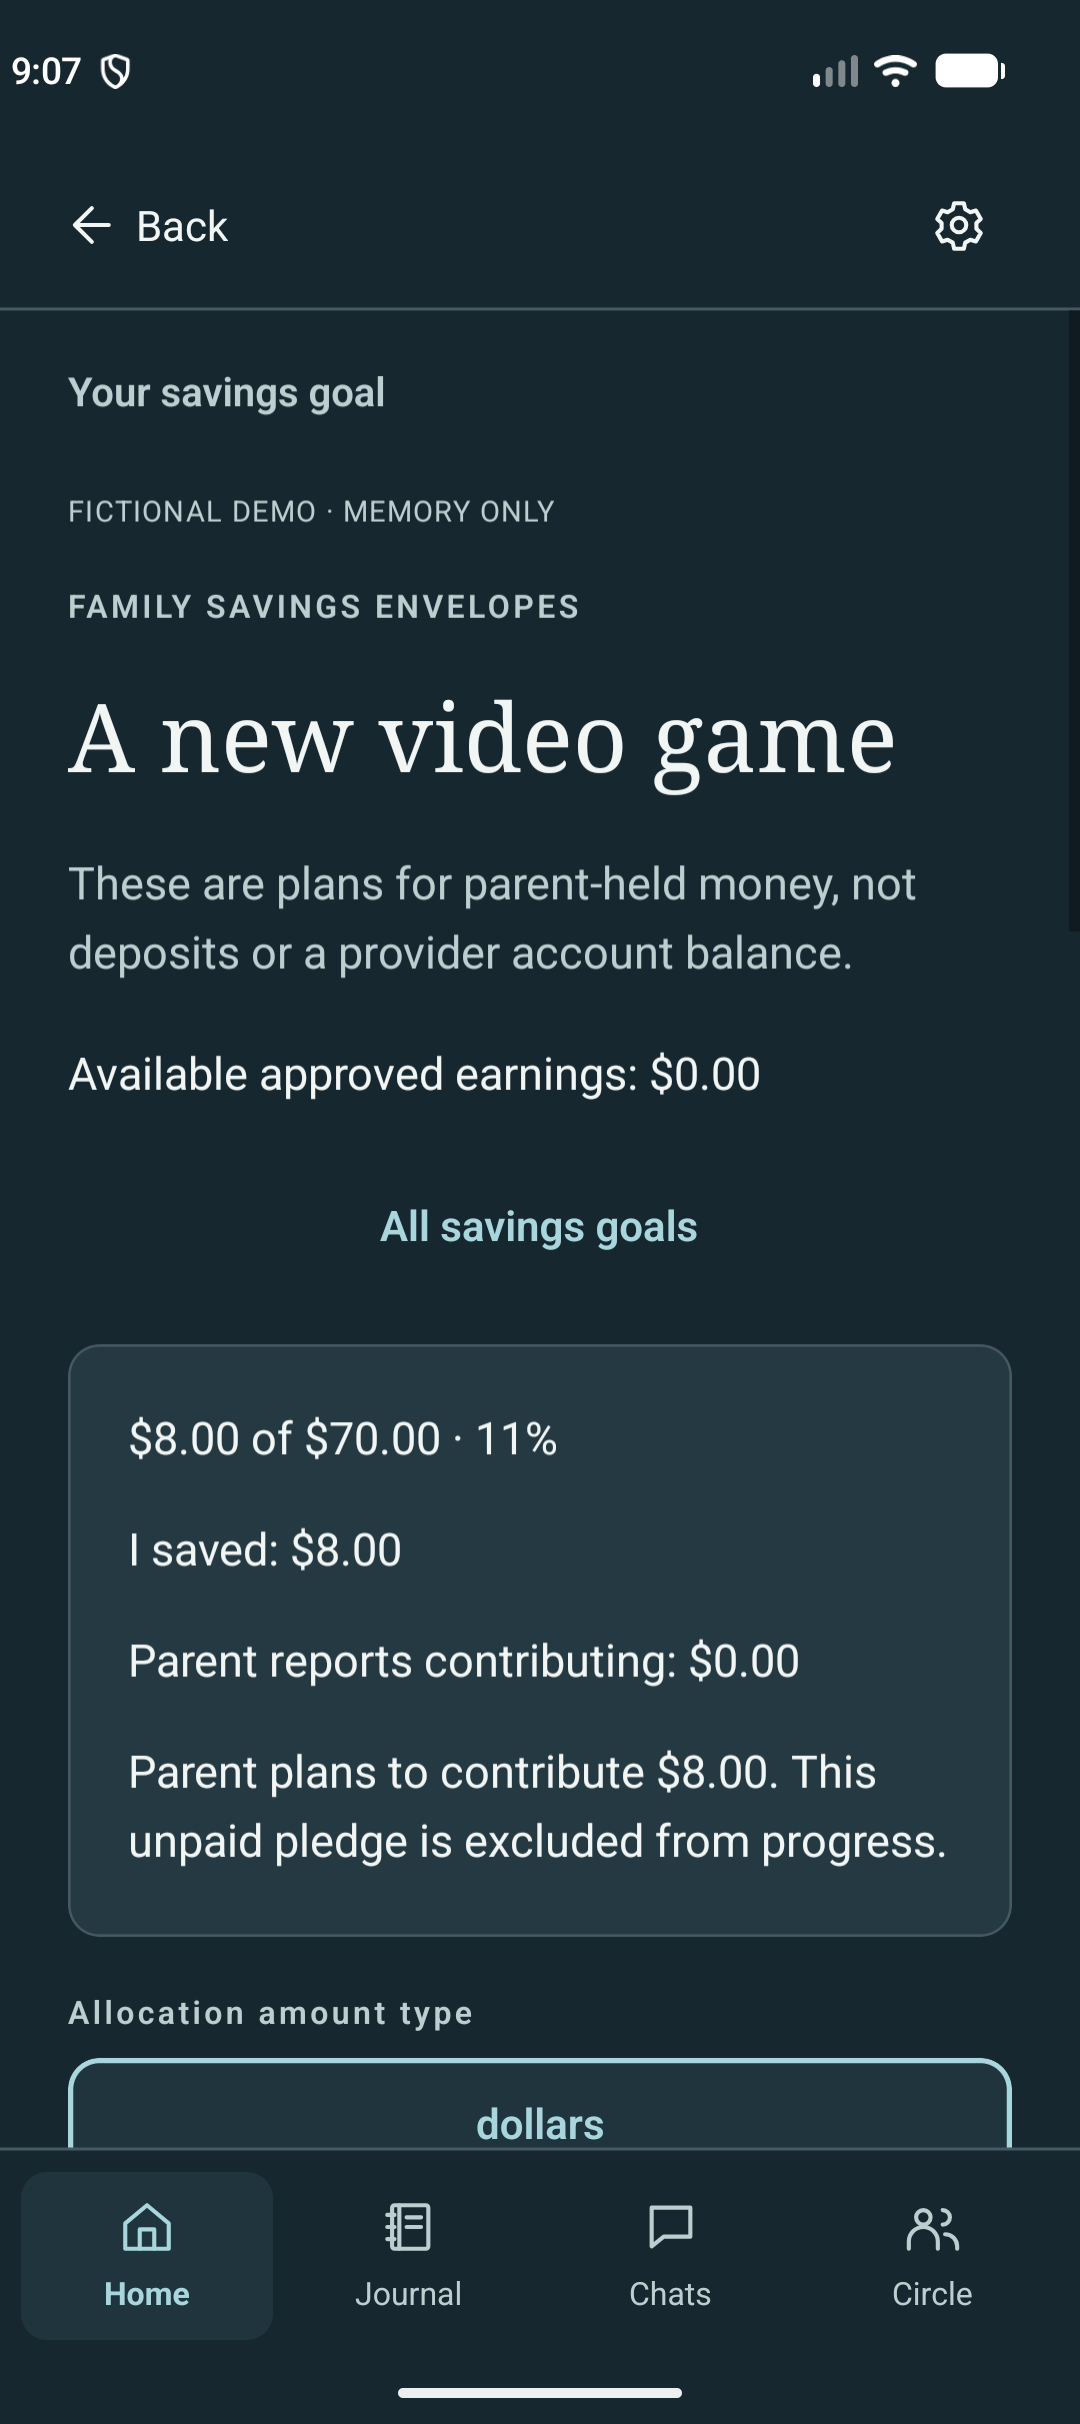 9:07
Back
Your savings goal
FICTIONAL DEMO · MEMORY ONLY
FAMILY SAVINGS ENVELOPES
A new video game
These are plans for parent-held money, not
deposits or a provider account balance.
Available approved earnings: $0.00
All savings goals
$8.00 of $70.00 · 11%
I saved: $8.00
Parent reports contributing: $0.00
Parent plans to contribute $8.00. This
unpaid pledge is excluded from progress.
Allocation amount type
dollars
Home
Journal
Chats
Circle